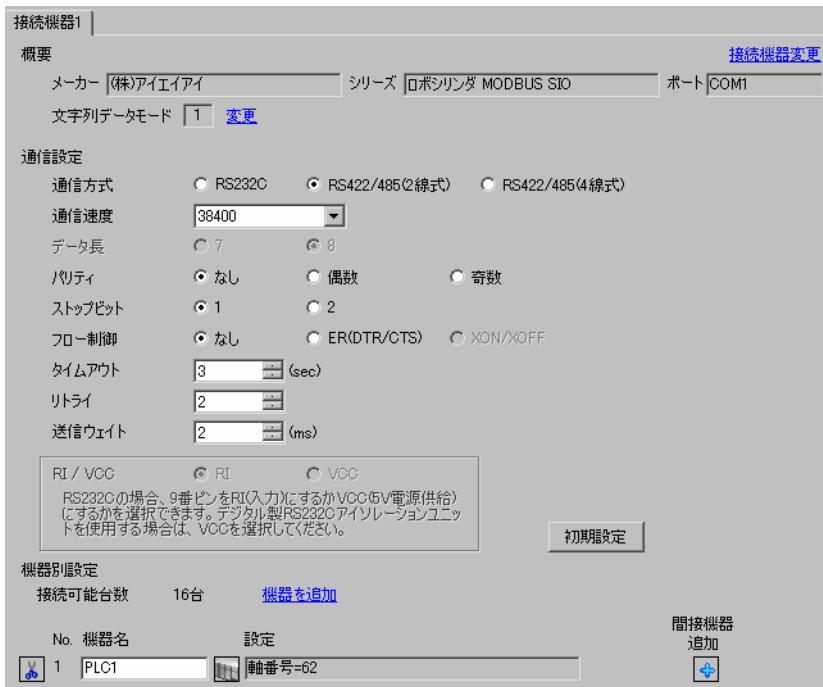 接続機器1
概要
接続機器変更
メーカー (株)アイエイアイ シリーズ ロボシリンダ MODBUS SIO ポート COM1
文字列データモード 1 変更
通信設定
通信方式 RS232C RS422/485(2線式) RS422/485(4線式)
通信速度 38400
データ長 7 8
パリティ なし 偶数 奇数
ストップビット 1 2
フロー制御 なし ER(DTR/CTS) XON/XOFF
タイムアウト 3 (sec)
リトライ 2
送信ウェイト 2 (ms)
RI / VCC RI VCC
RS232Cの場合、9番ピンをRI(入力)にするかVCC(5V電源供給)
にするかを選択できます。デジタル製RS232Cアイソレーションユニッ
トを使用する場合は、VCCを選択してください。
初期設定
機器別設定
接続可能台数 16台 機器を追加
間接機器
追加
No. 機器名 設定
1 PLC1 軸番号=62